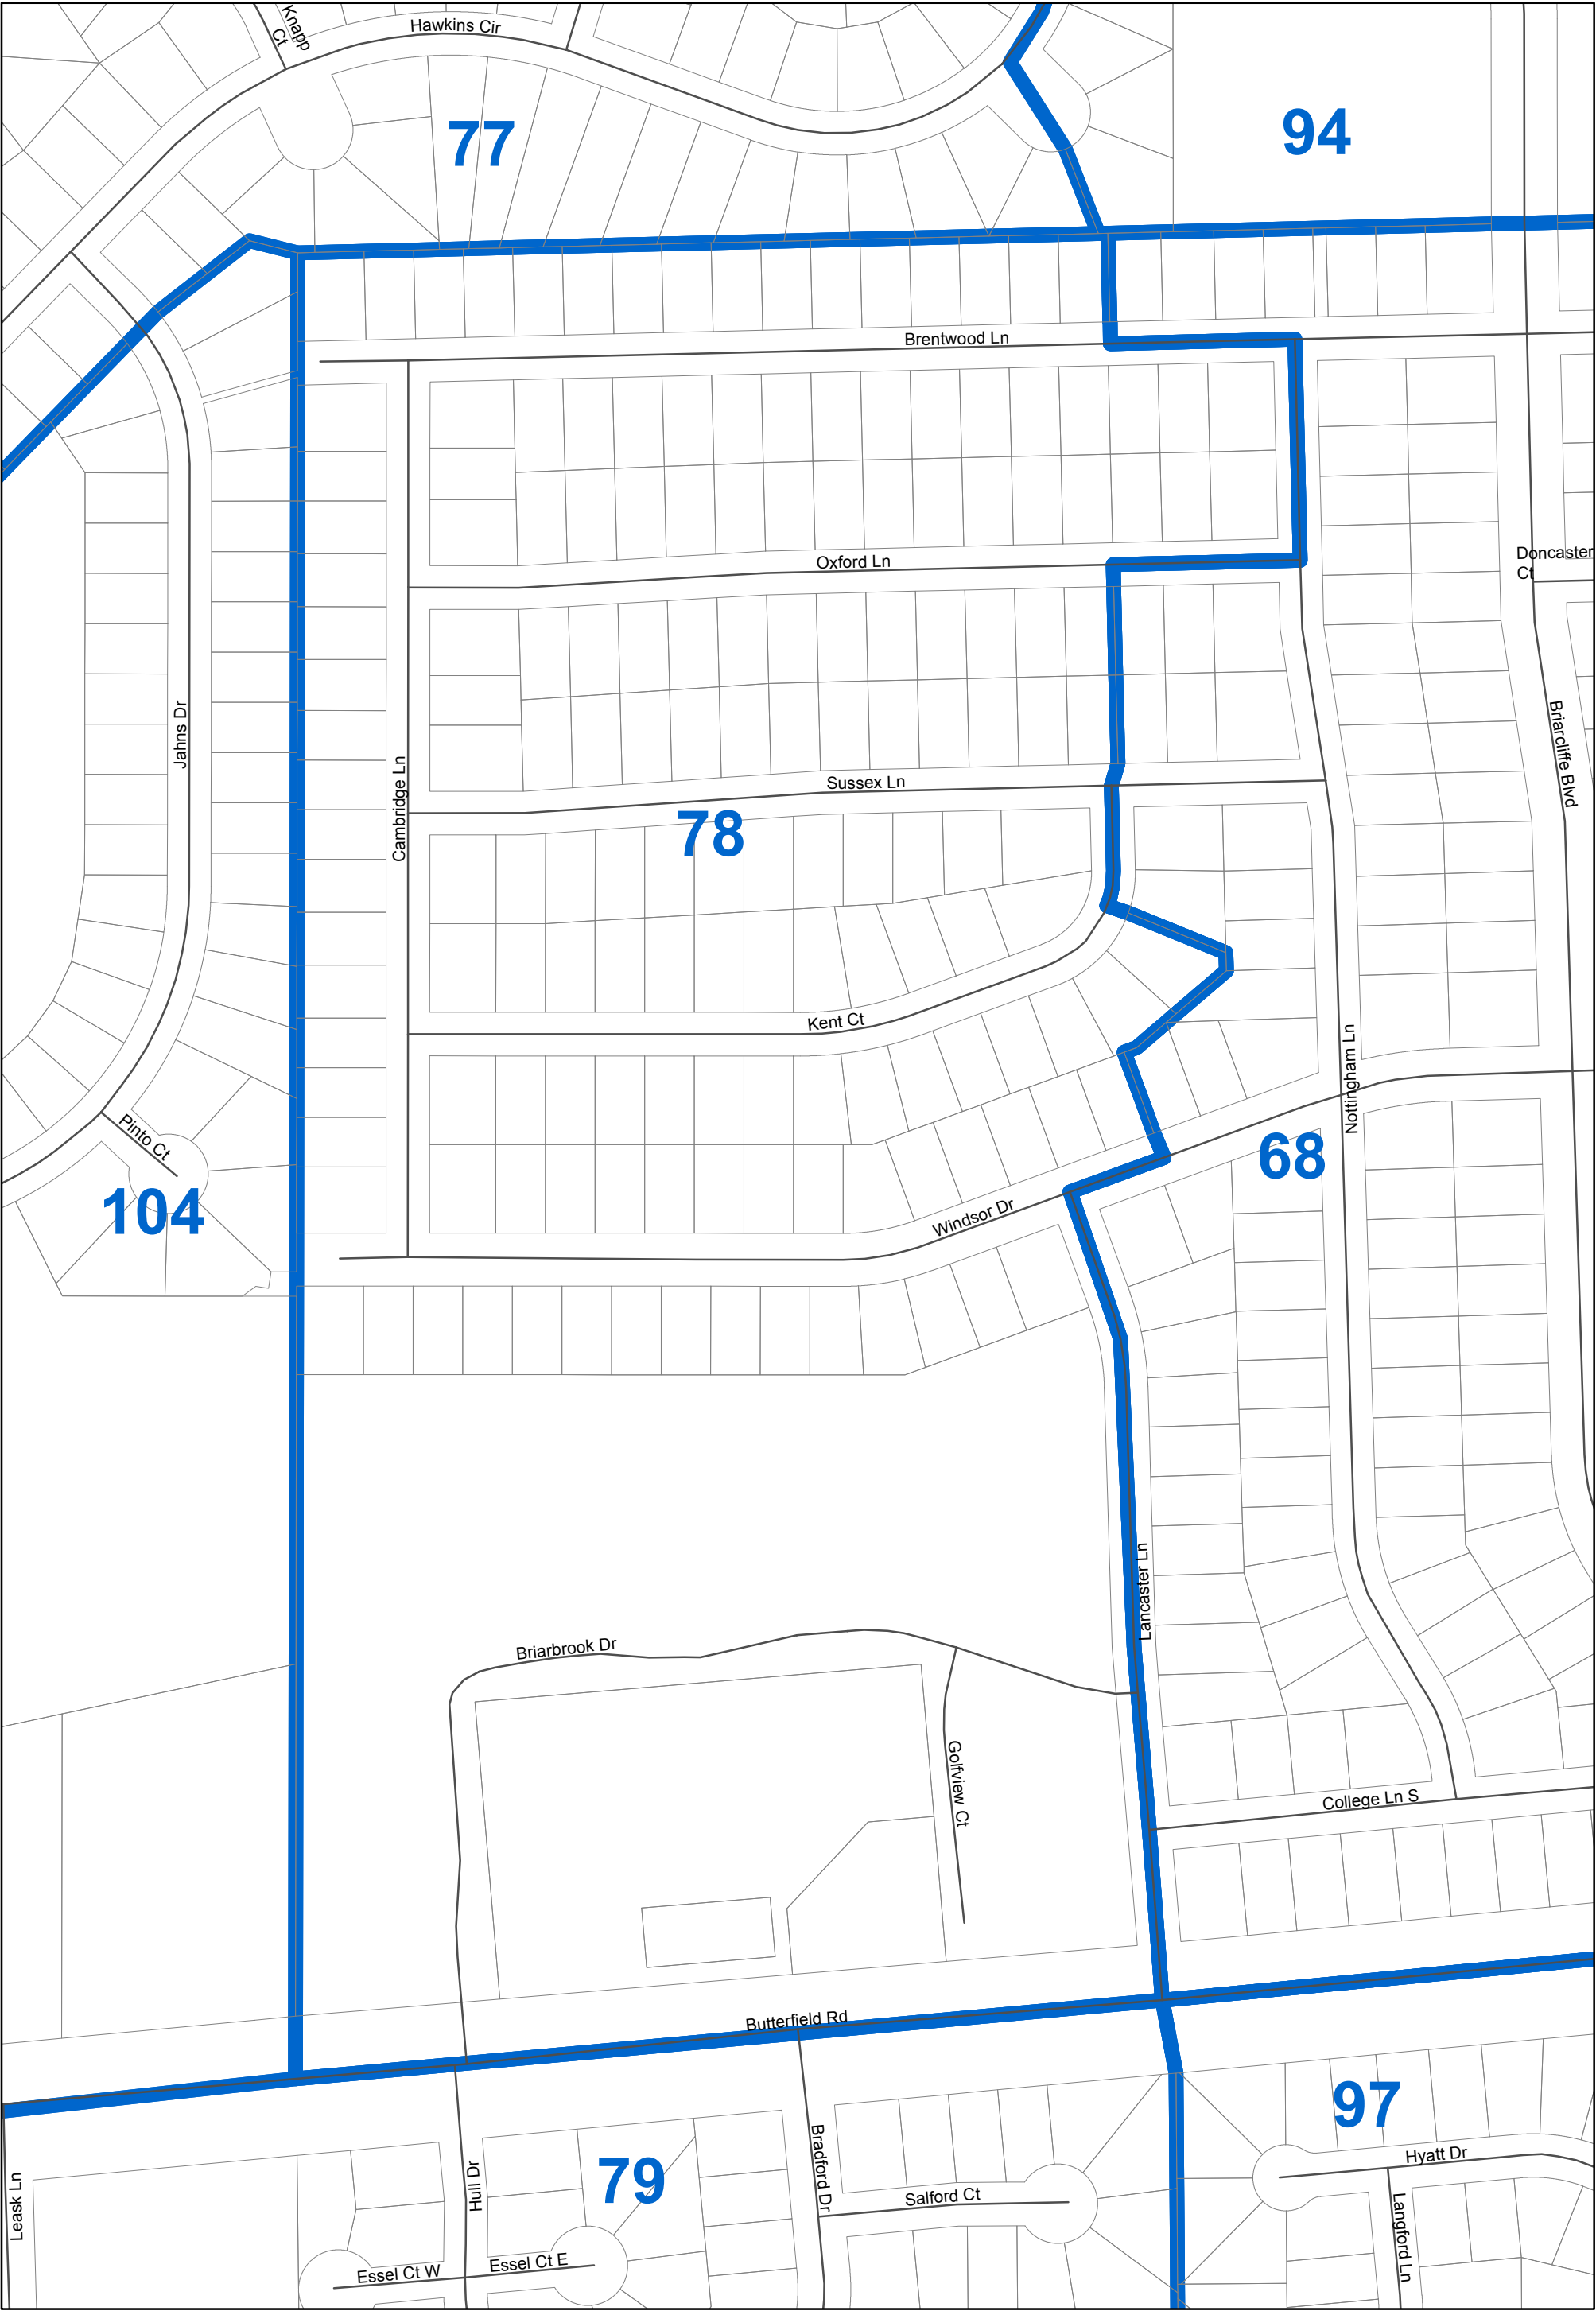 Knapp
Ct
Hawkins Cir
77
94
Brentwood Ln
Oxford Ln
Doncaster
Ct
Jahns Dr
Cambridge Ln
Sussex Ln
78
Briarcliffe Blvd
Kent Ct
Nottingham Ln
Pinto Ct
68
104
Windsor Dr
Lancaster Ln
Briarbrook Dr
Golfview Ct
College Ln S
Butterfield Rd
97
Hyatt Dr
79
Bradford Dr
Hull Dr
Salford Ct
Leask Ln
Langford Ln
Essel Ct E
Essel Ct W